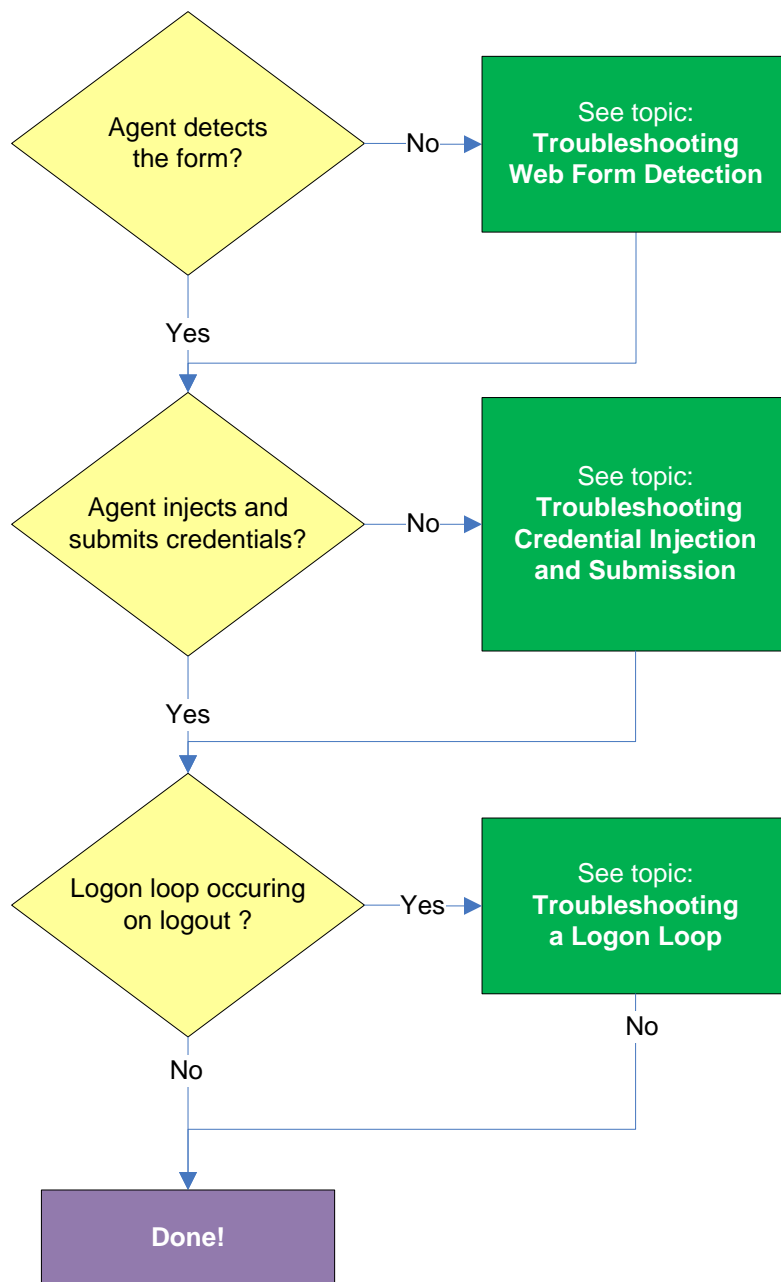 Agent detects
the form?
No
See topic:
Troubleshooting
Web Form Detection
Yes
Agent injects and
submits credentials?
No
See topic:
Troubleshooting
Credential Injection
and Submission
Yes
Logon loop occuring
on logout ?
Yes
See topic:
Troubleshooting
a Logon Loop
No
No
Done!